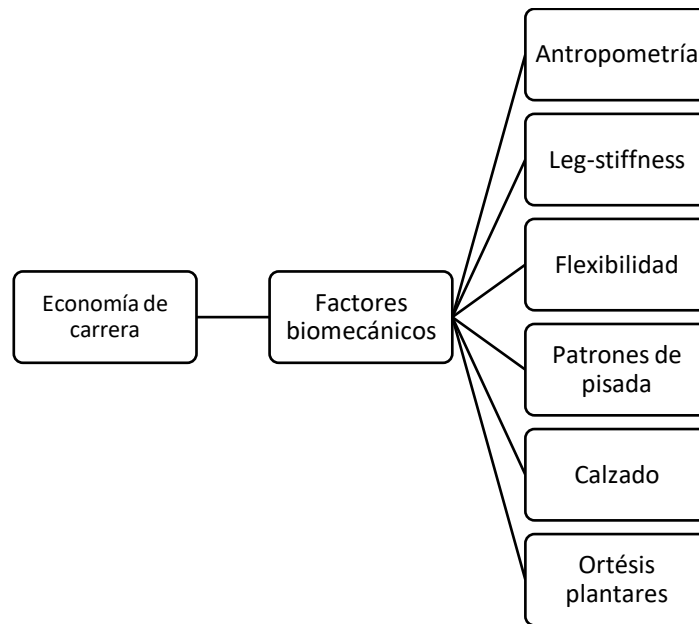 Economía de
carrera
Factores
biomecánicos
Antropometría
Leg-stiffness
Flexibilidad
Patrones de
pisada
Calzado
Ortésis
plantares